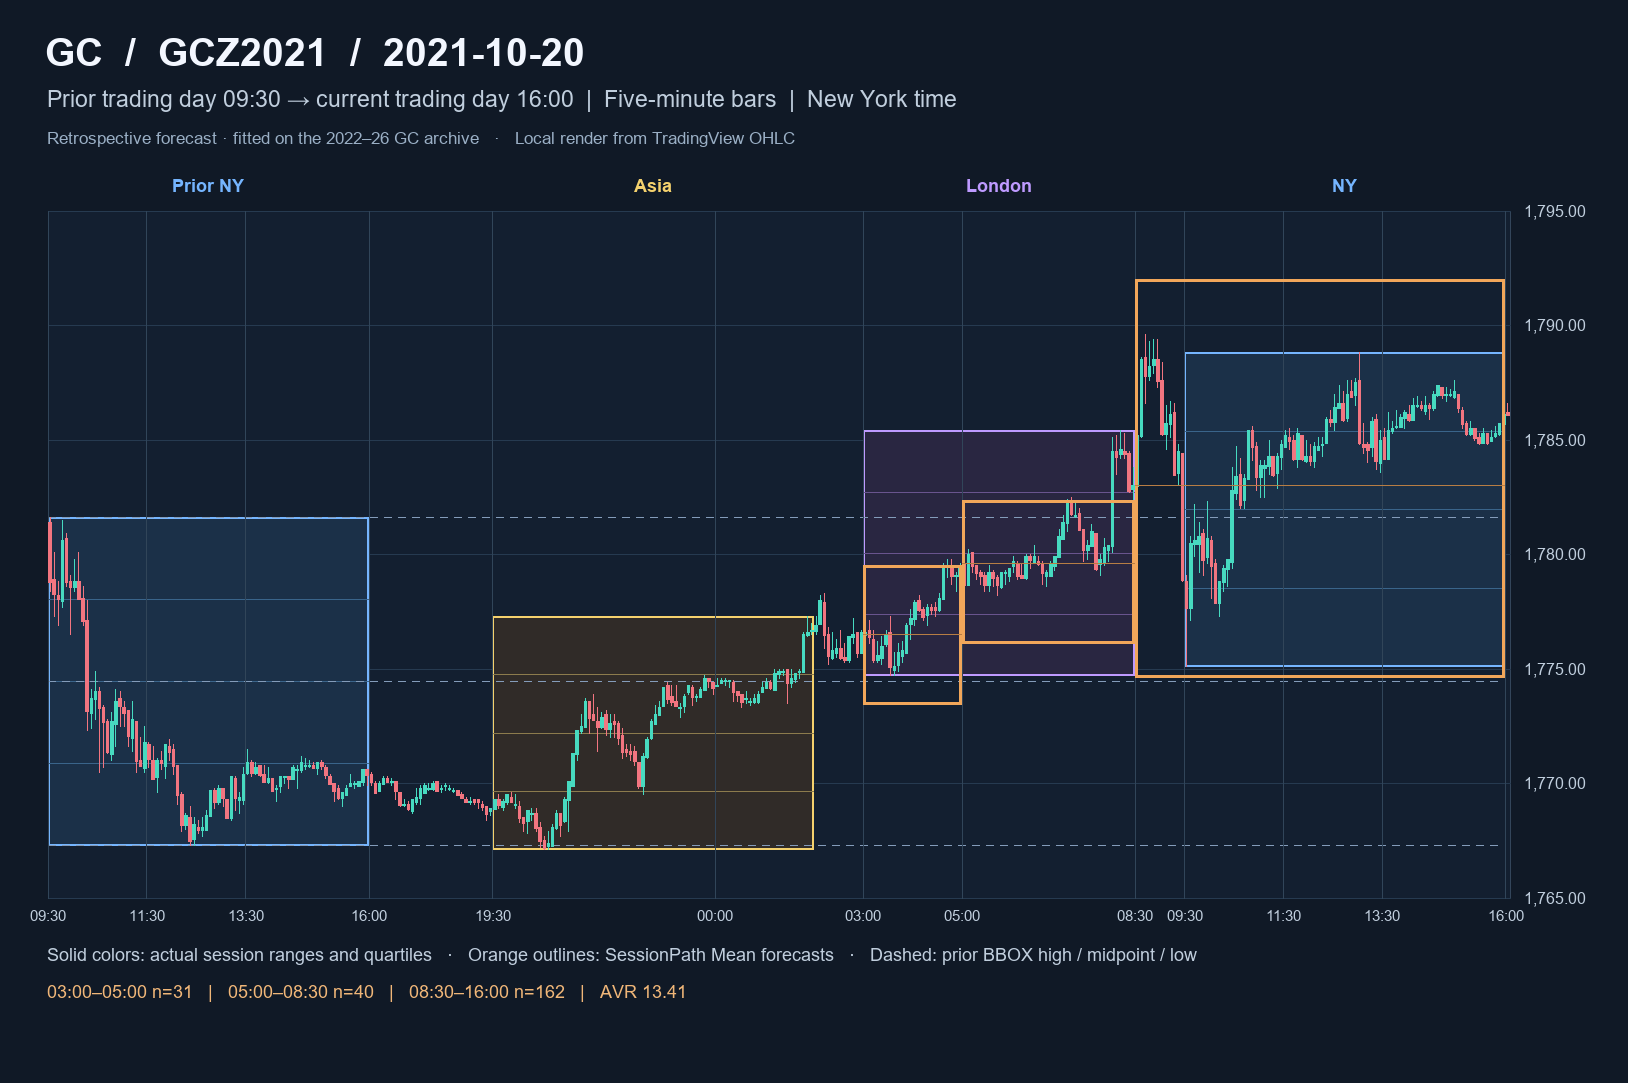 GC / GCZ2021 / 2021-10-20
Prior trading day 09:30 → current trading day 16:00 | Five-minute bars | New York time
Retrospective forecast · fitted on the 2022–26 GC archive · Local render from TradingView OHLC
Prior NY Asia London NY
1,795.00
1,790.00
1,785.00
1,780.00
1,775.00
1,770.00
1,765.00
09:30 11:30 13:30 16:00 19:30 00:00 03:00 05:00 08:30 09:30 11:30 13:30 16:00
Solid colors: actual session ranges and quartiles · Orange outlines: SessionPath Mean forecasts · Dashed: prior BBOX high / midpoint / low
03:00–05:00 n=31 | 05:00–08:30 n=40 | 08:30–16:00 n=162 | AVR 13.41